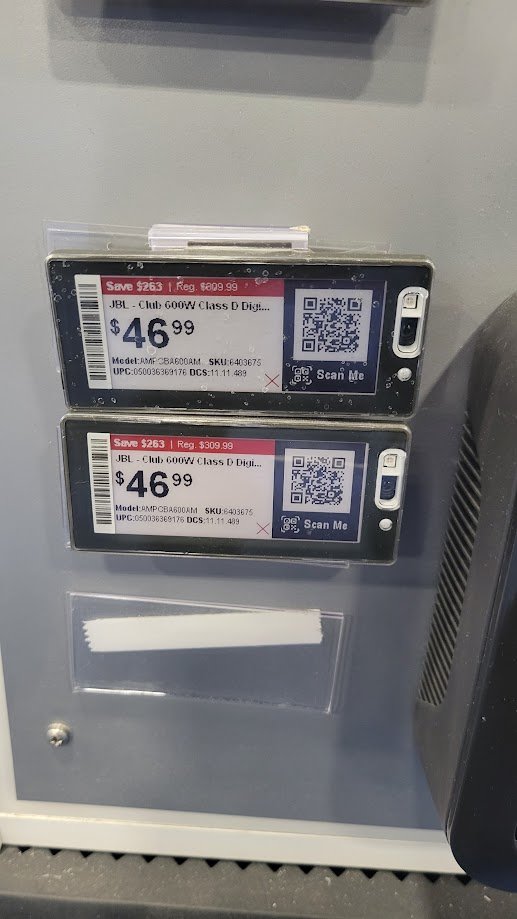 Save $263 | Reg. $309.99
JBL - Club 600W Class D Digi...
$46 99
Model:AMPCBA600AM SKU:6403675
UPC:050036369176 DCS:11.11.489
Scan Me
Save $263 | Reg. $309.99
JBL - Club 600W Class D Digi...
$46 99
Model:AMPCBA600AM SKU:6403675
UPC:050036369176 DCS:11.11.489
Scan Me